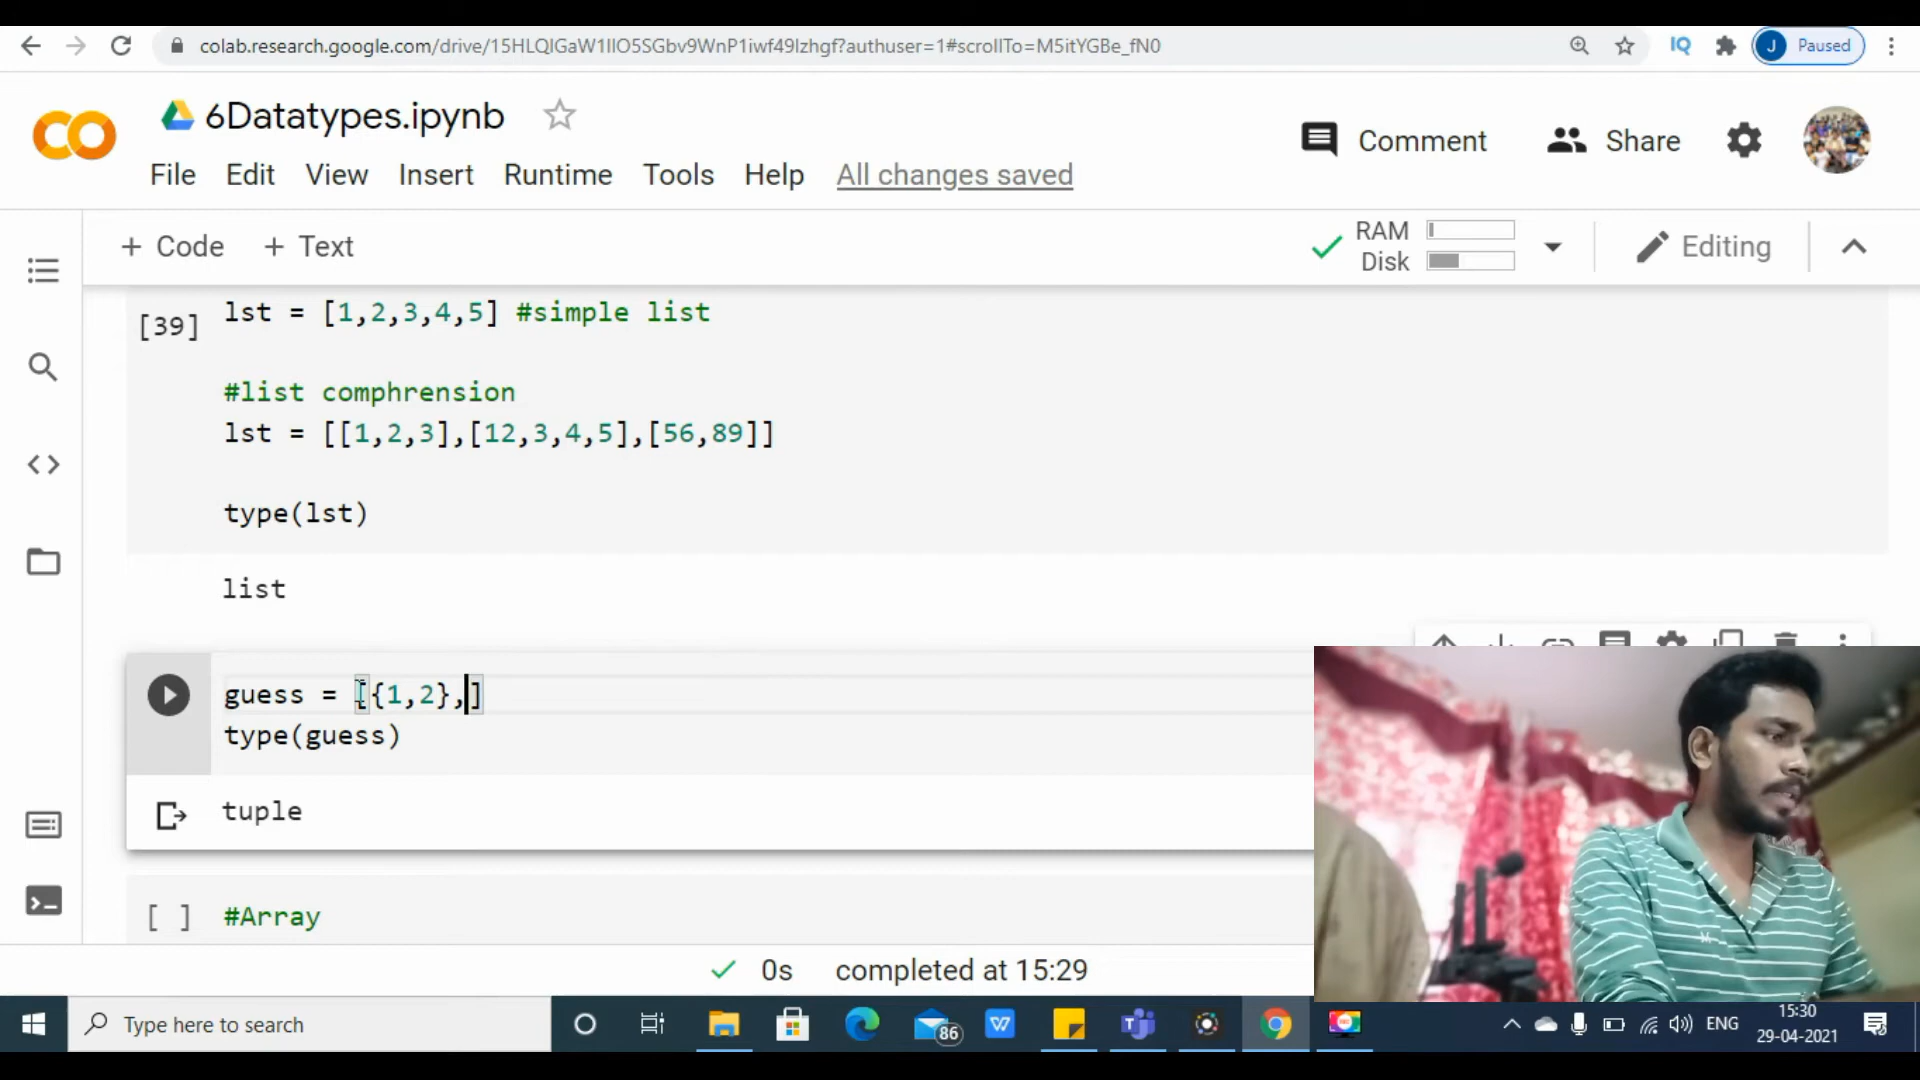 colab.research.google.com/drive/15HLQJGaW1IlO5SGbv9WnP1iwf49Izhgf?authuser=1#scrollTo=M5itYGBe_fN0
IQ
J Paused
6Datatypes.ipynb
Comment
Share
File Edit View Insert Runtime Tools Help All changes saved
+ Code + Text
RAM
Disk
Editing
[39]
lst = [1,2,3,4,5] #simple list
#list comphrension
lst = [[1,2,3],[12,3,4,5],[56,89]]
type(lst)
list
guess = [{1,2},]
type(guess)
tuple
[ ] #Array
0s completed at 15:29
Type here to search
86
ENG
15:30
29-04-2021